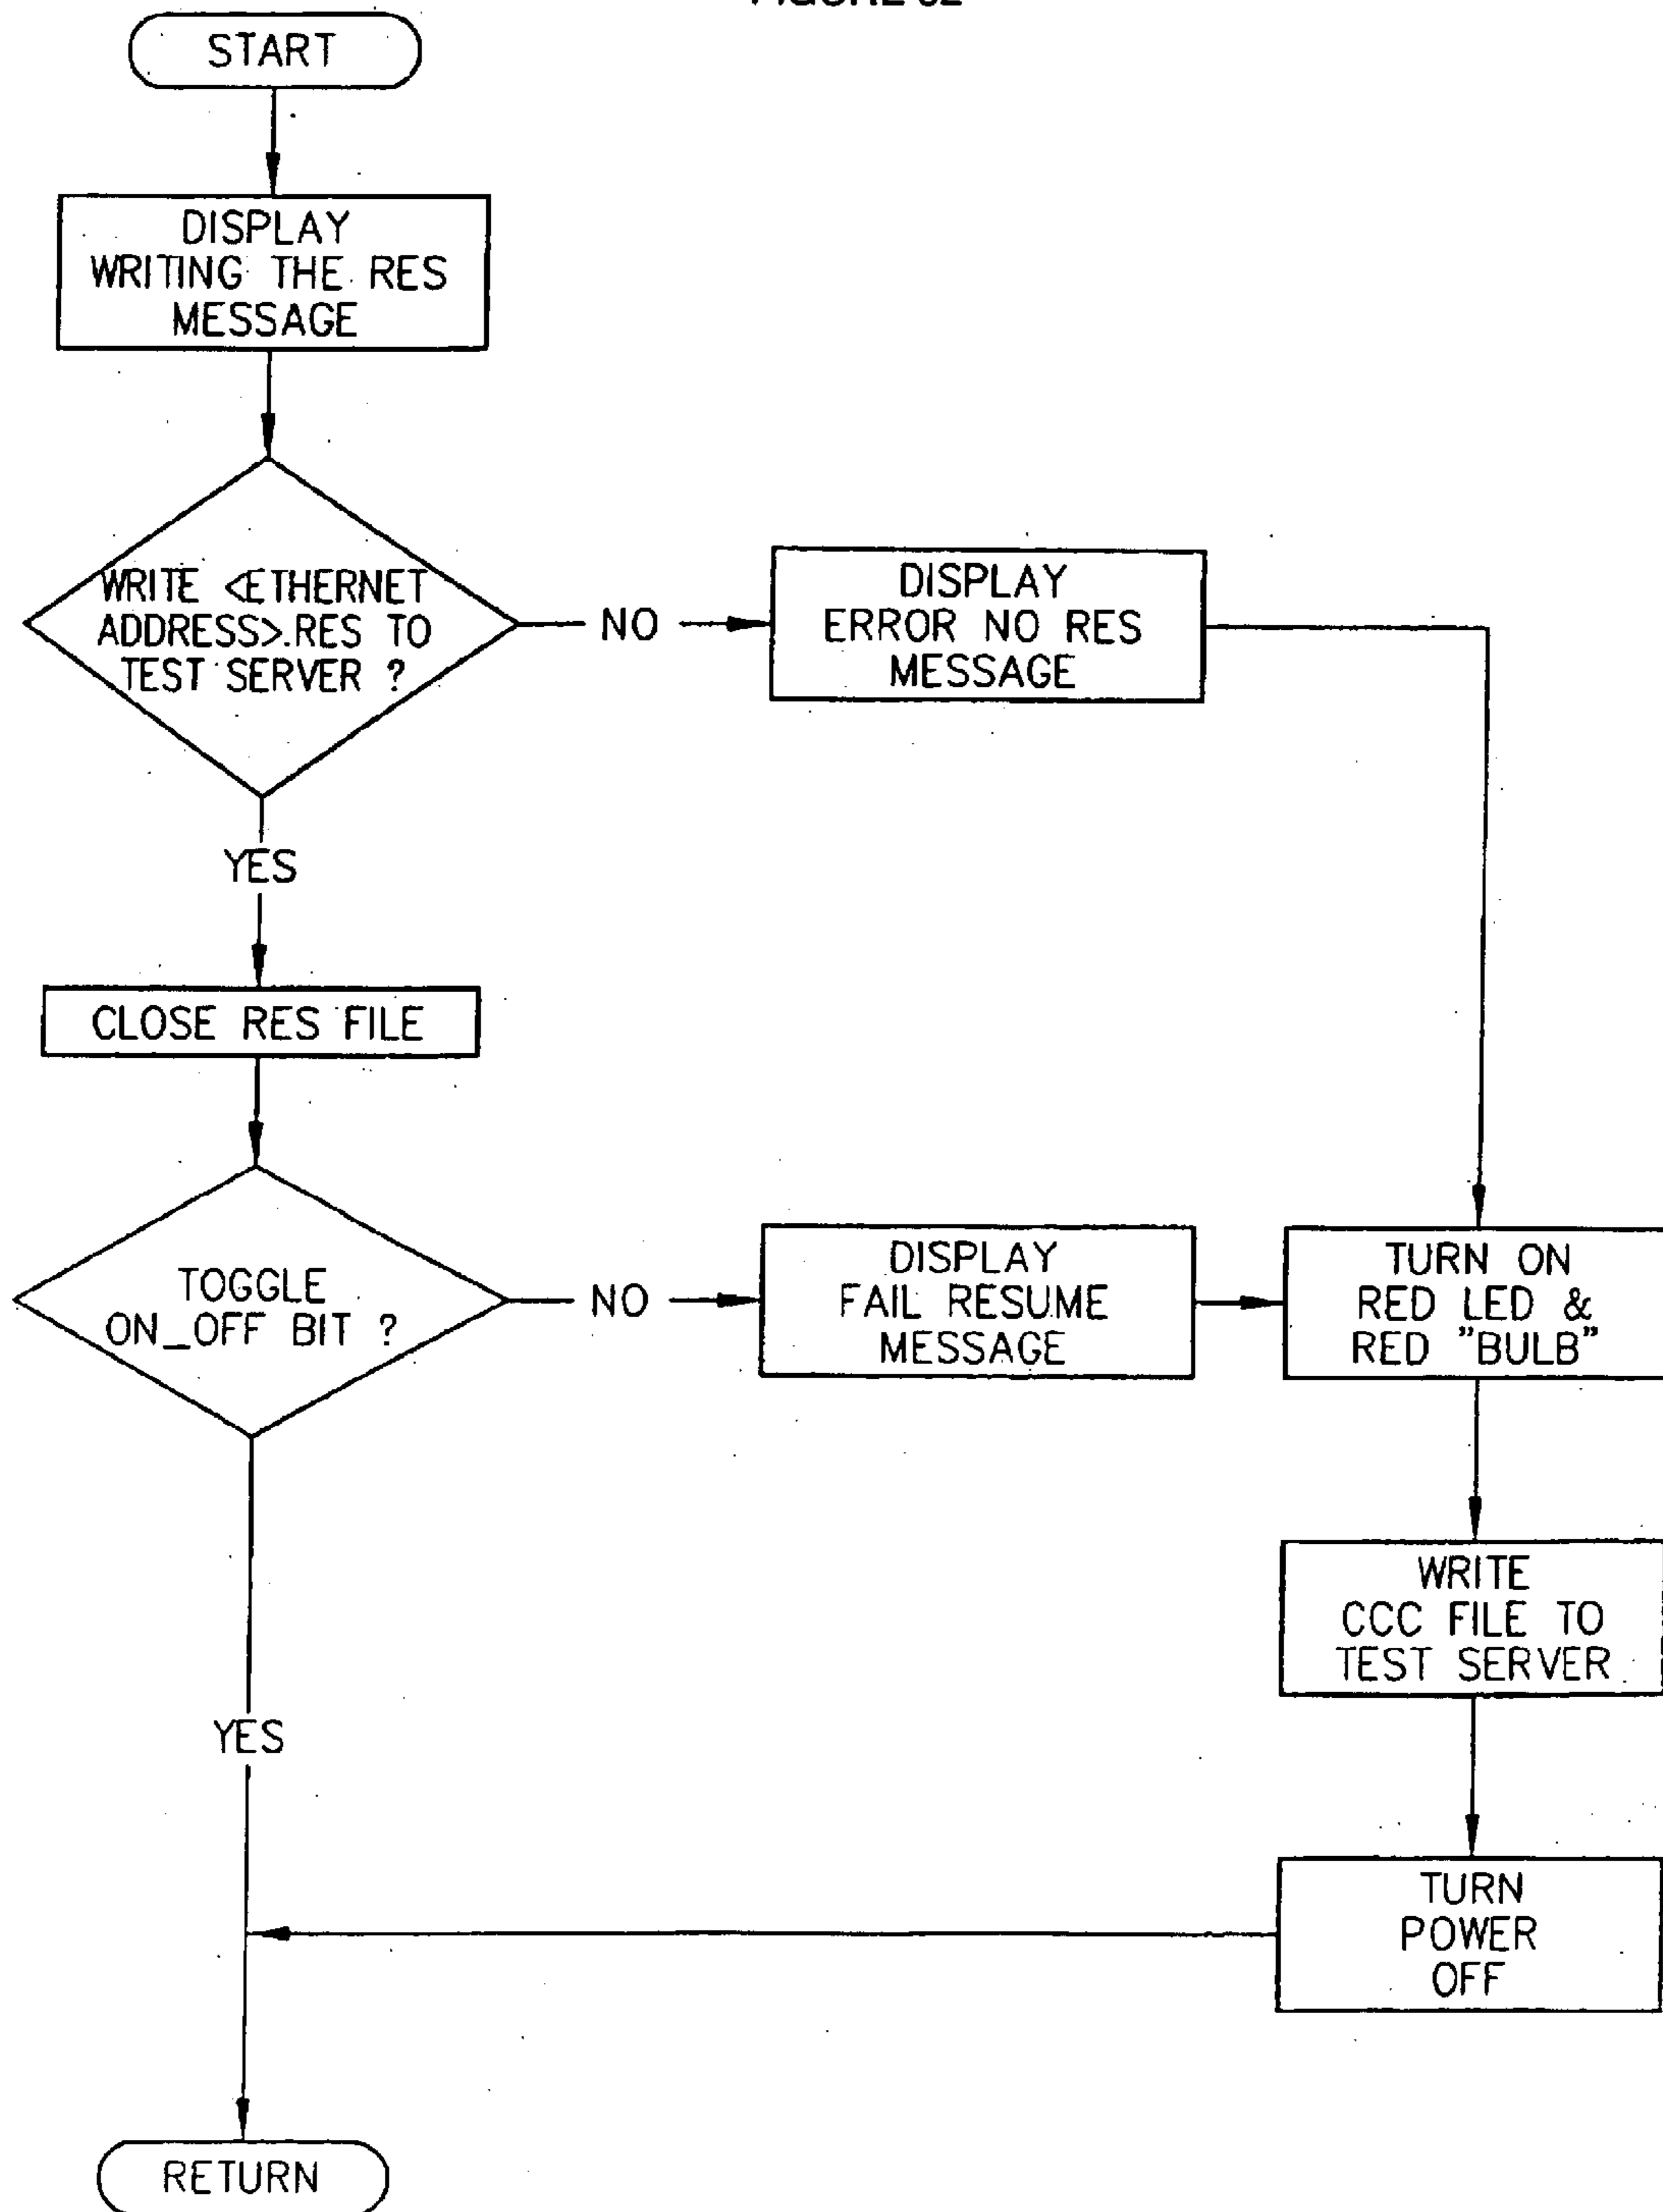 START
DISPLAY
WRITING THE RES
MESSAGE
WRITE <ETHERNET
ADDRESS>.RES TO
TEST SERVER ?
NO
DISPLAY
ERROR NO RES
MESSAGE
YES
CLOSE RES FILE
TOGGLE
ON_OFF BIT ?
NO
DISPLAY
FAIL RESUME
MESSAGE
TURN ON
RED LED &
RED "BULB"
WRITE
CCC FILE TO
TEST SERVER
YES
TURN
POWER
OFF
RETURN